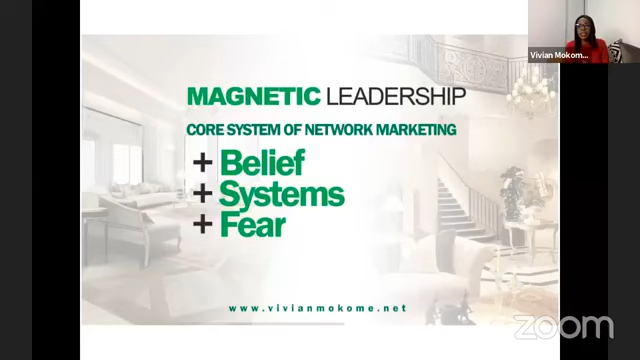 Vivian Mokom...
MAGNETIC LEADERSHIP
CORE SYSTEM OF NETWORK MARKETING
+ Belief
+ Systems
+ Fear
www.vivianmokome.net
zoom